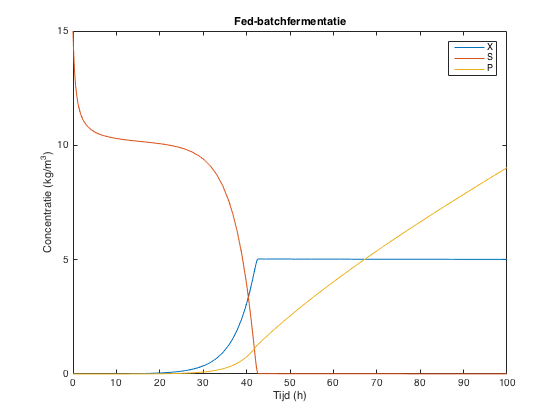 Fed-batchfermentatie
X
S
P
Concentratie (kg/m³)
15
10
5
0
0 10 20 30 40 50 60 70 80 90 100
Tijd (h)